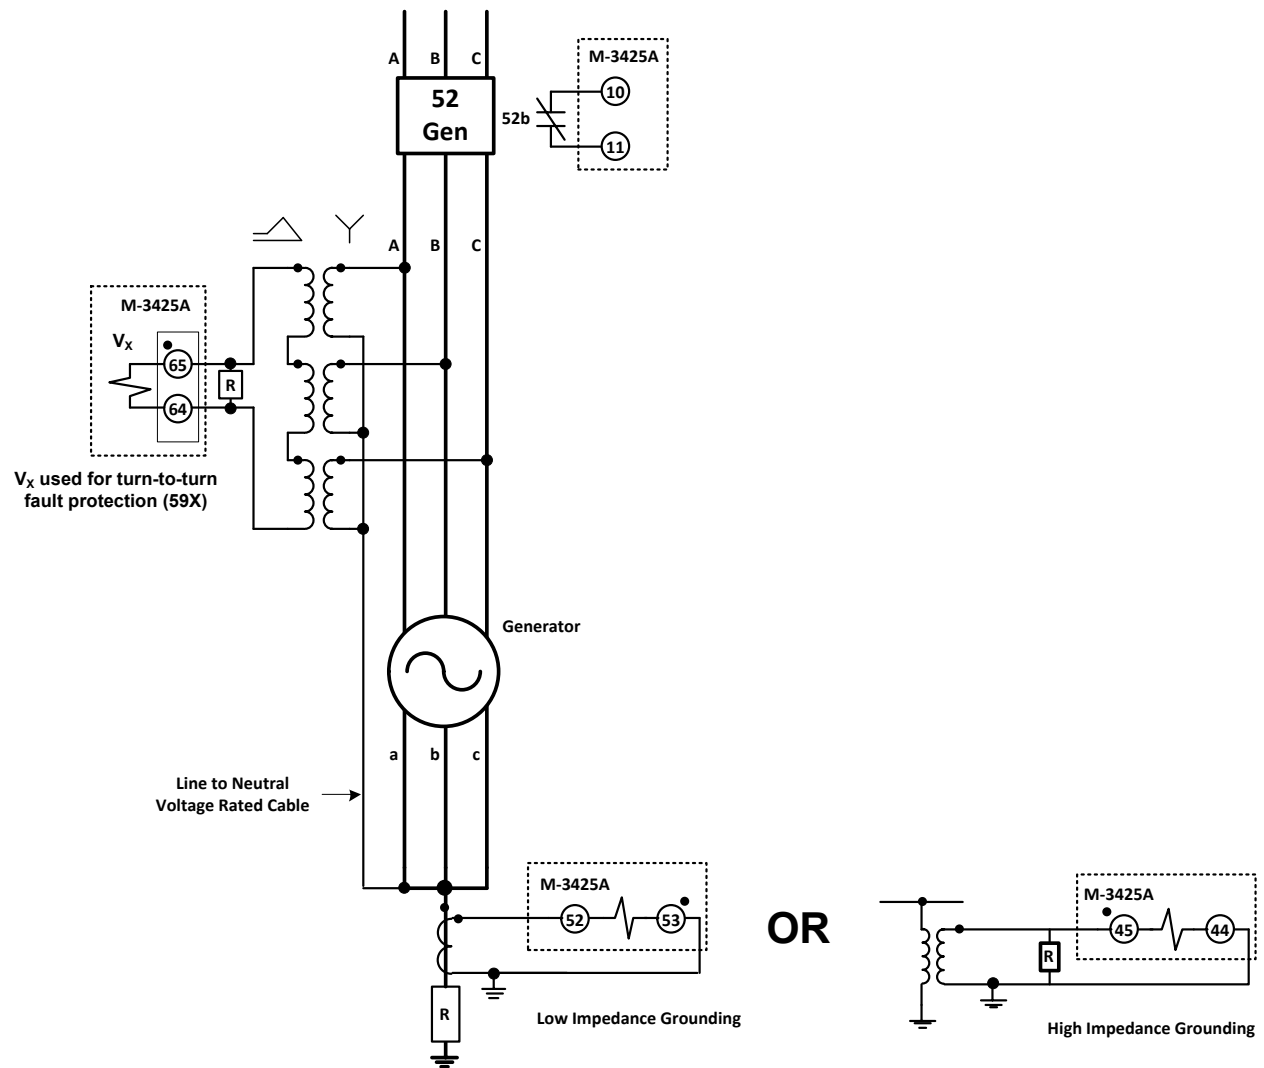 A B C
52
Gen
52b
M-3425A
10
11
A B C
M-3425A
VX
65
64
R
VX used for turn-to-turn
fault protection (59X)
Generator
a b c
Line to Neutral
Voltage Rated Cable
M-3425A
52
53
R
Low Impedance Grounding
OR
M-3425A
45
44
R
High Impedance Grounding